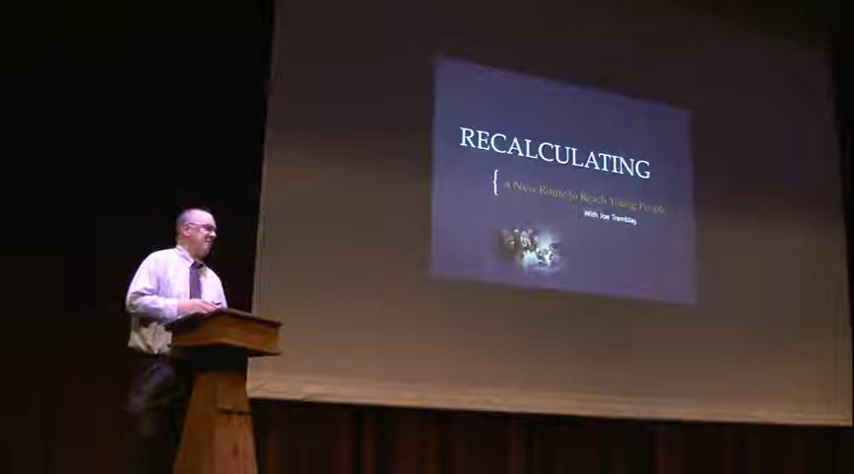 RECALCULATING
{ a New Route to Reach Young People
With Joe Tremblay